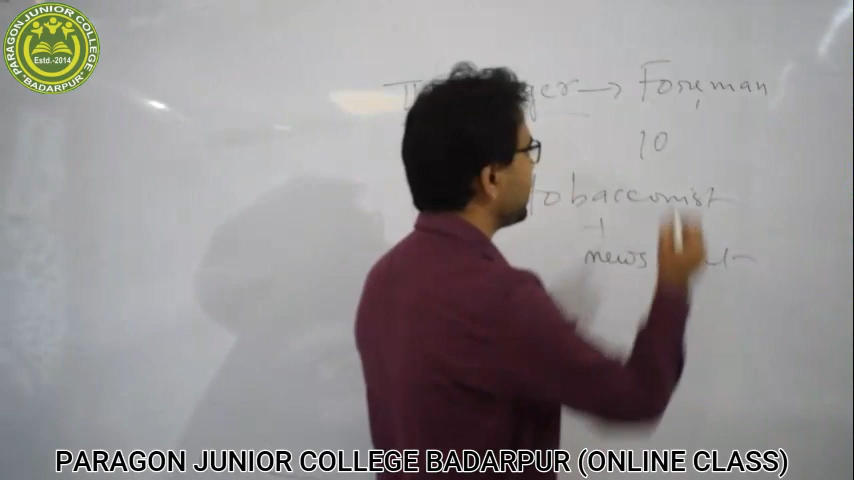 PARAGON JUNIOR COLLEGE
Estd.-2014
"BADARPUR"
→ Foreman
10
tobacconist
+
news
PARAGON JUNIOR COLLEGE BADARPUR (ONLINE CLASS)